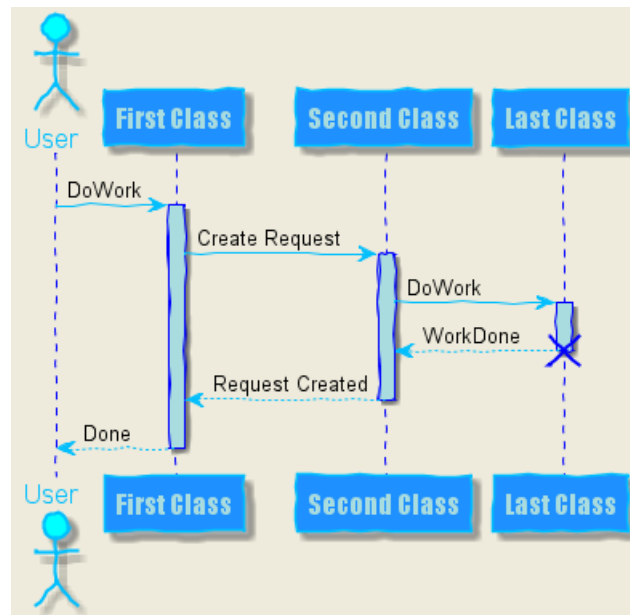 User
First Class
Second Class
Last Class
DoWork
Create Request
DoWork
WorkDone
Request Created
Done
User
First Class
Second Class
Last Class